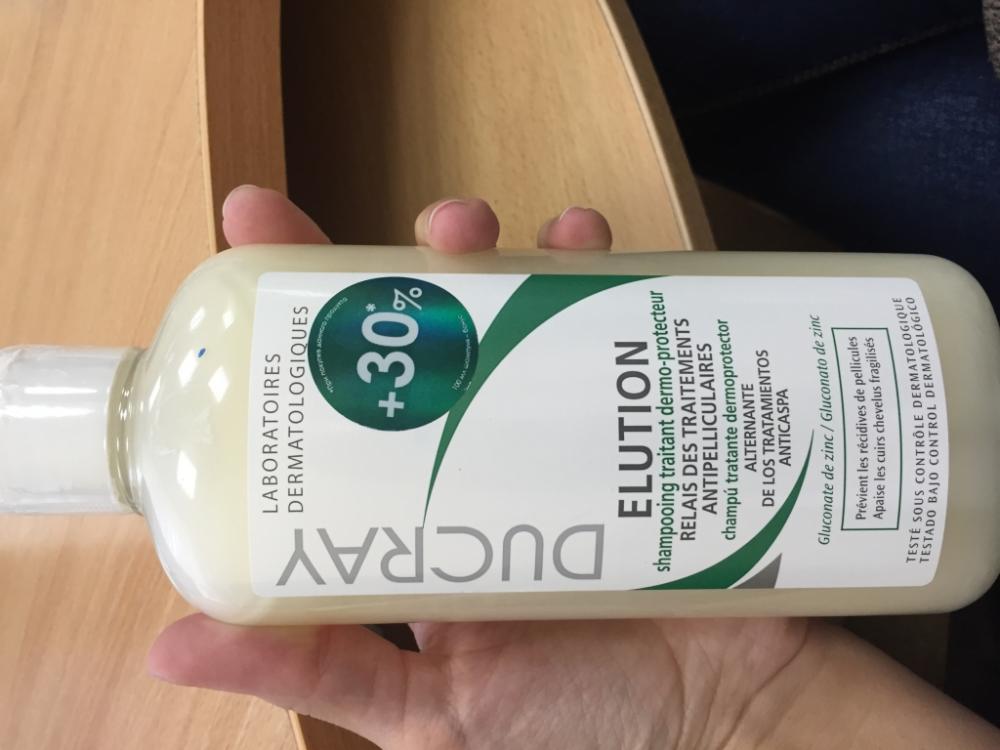 LABORATOIRES
DERMATOLOGIQUES
DUCRAY
+30%*
ELUTION
shampooing traitant dermo-protecteur
RELAIS DES TRAITEMENTS
ANTIPELLICULAIRES
champú tratante dermoprotector
ALTERNANTE
DE LOS TRATAMIENTOS
ANTICASPA
Gluconate de zinc / Gluconato de zinc
Prévient les récidives de pellicules
Apaise les cuirs chevelus fragilisés
TESTÉ SOUS CONTRÔLE DERMATOLOGIQUE
TESTADO BAJO CONTROL DERMATOLÓGICO